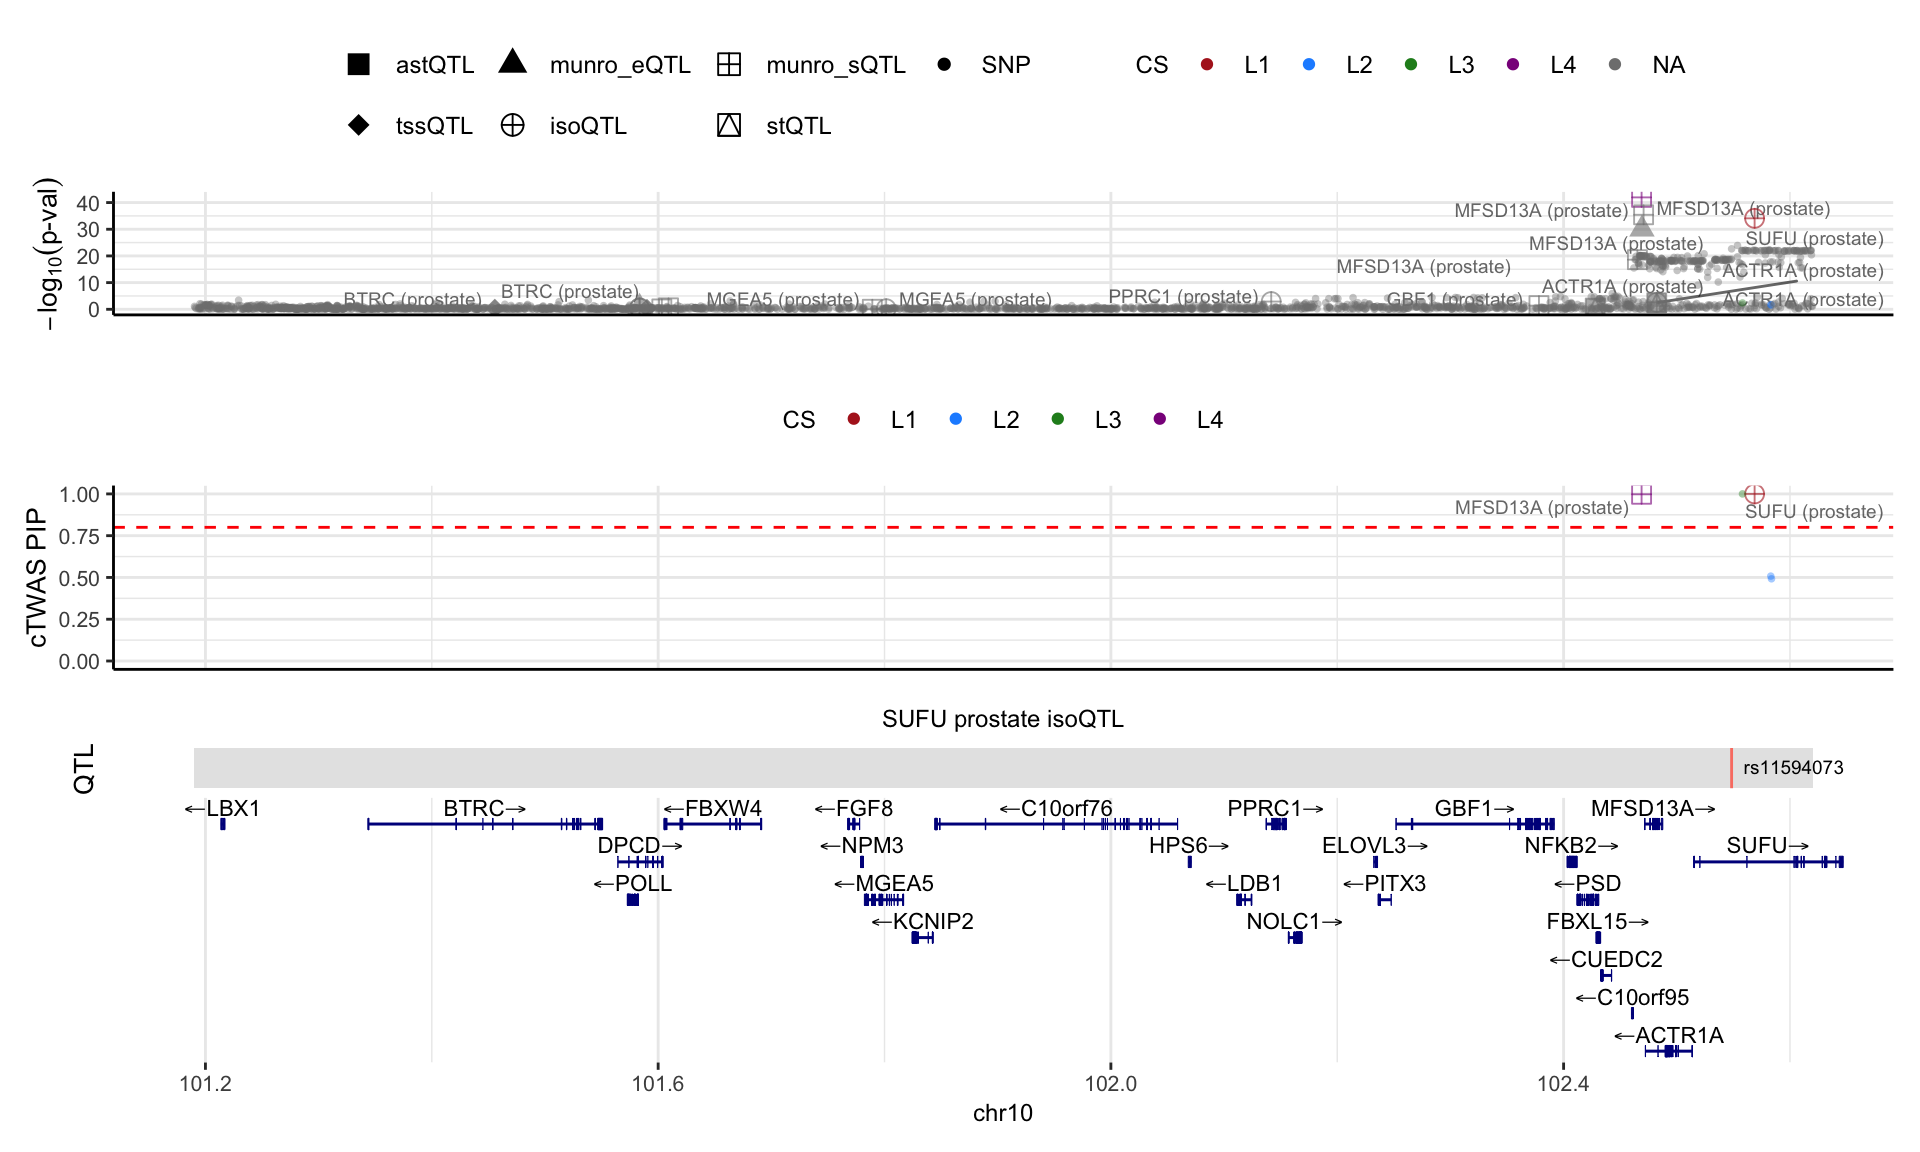 astQTL munro_eQTL munro_sQTL SNP CS L1 L2 L3 L4 NA
tssQTL isoQTL stQTL
−log10(p-val)
40
30
20
10
0
MFSD13A (prostate) MFSD13A (prostate)
MFSD13A (prostate) SUFU (prostate)
MFSD13A (prostate) ACTR1A (prostate)
BTRC (prostate) BTRC (prostate) MGEA5 (prostate) MGEA5 (prostate) PPRC1 (prostate) GBF1 (prostate) ACTR1A (prostate) ACTR1A (prostate)
CS L1 L2 L3 L4
cTWAS PIP
1.00
0.75
0.50
0.25
0.00
MFSD13A (prostate) SUFU (prostate)
SUFU prostate isoQTL
QTL
rs11594073
←LBX1 BTRC→ ←FBXW4 ←FGF8 ←C10orf76 PPRC1→ GBF1→ MFSD13A→
DPCD→ ←NPM3 HPS6→ ELOVL3→ NFKB2→ SUFU→
←POLL ←MGEA5 ←LDB1 ←PITX3 ←PSD
←KCNIP2 NOLC1→ FBXL15→
←CUEDC2
←C10orf95
←ACTR1A
101.2 101.6 102.0 102.4
chr10